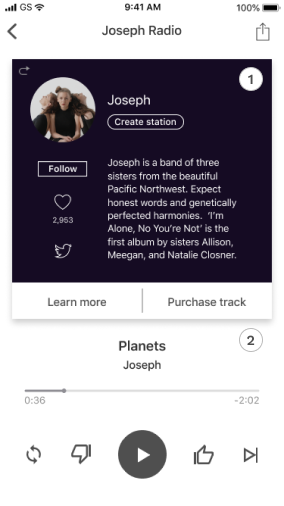 GS
9:41 AM
100%
Joseph Radio
1
Joseph
Create station
Follow
2,953
Joseph is a band of three
sisters from the beautiful
Pacific Northwest. Expect
honest words and genetically
perfected harmonies. ‘I’m
Alone, No You’re Not’ is the
first album by sisters Allison,
Meegan, and Natalie Closner.
Learn more
Purchase track
2
Planets
Joseph
0:36
-2:02